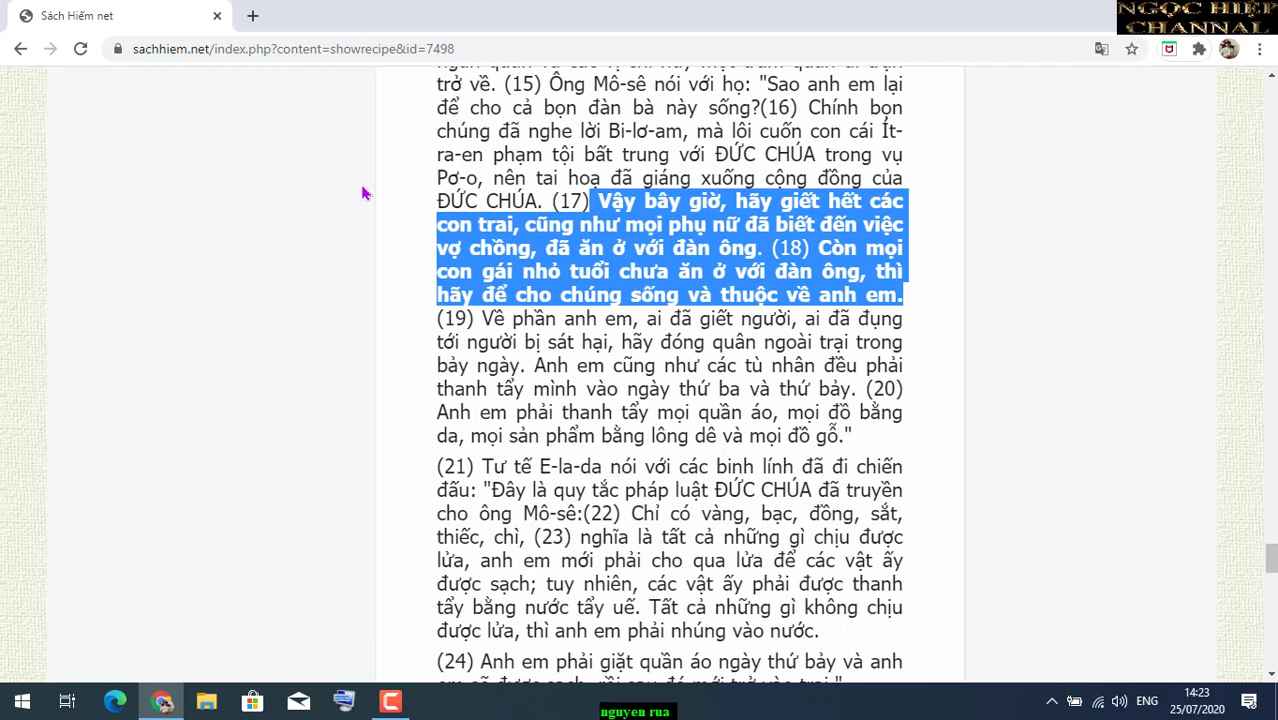 Sách Hiếm net
NGỌC HIỆP
CHANNAL
sachhiem.net/index.php?content=showrecipe&id=7498
trở về. (15) Ông Mô-sê nói với họ: "Sao anh em lại
để cho cả bọn đàn bà này sống?(16) Chính bọn
chúng đã nghe lời Bi-lơ-am, mà lôi cuốn con cái Ít-
ra-en phạm tội bất trung với ĐỨC CHÚA trong vụ
Pơ-o, nên tai hoạ đã giáng xuống cộng đồng của
ĐỨC CHÚA. (17) Vậy bây giờ, hãy giết hết các
con trai, cũng như mọi phụ nữ đã biết đến việc
vợ chồng, đã ăn ở với đàn ông. (18) Còn mọi
con gái nhỏ tuổi chưa ăn ở với đàn ông, thì
hãy để cho chúng sống và thuộc về anh em.
(19) Về phần anh em, ai đã giết người, ai đã đụng
tới người bị sát hại, hãy đóng quân ngoài trại trong
bảy ngày. Anh em cũng như các tù nhân đều phải
thanh tẩy mình vào ngày thứ ba và thứ bảy. (20)
Anh em phải thanh tẩy mọi quần áo, mọi đồ bằng
da, mọi sản phẩm bằng lông dê và mọi đồ gỗ."
(21) Tư tế E-la-da nói với các binh lính đã đi chiến
đấu: "Đây là quy tắc pháp luật ĐỨC CHÚA đã truyền
cho ông Mô-sê:(22) Chỉ có vàng, bạc, đồng, sắt,
thiếc, chì, (23) nghĩa là tất cả những gì chịu được
lửa, anh em mới phải cho qua lửa để các vật ấy
được sạch; tuy nhiên, các vật ấy phải được thanh
tẩy bằng nước tẩy uế. Tất cả những gì không chịu
được lửa, thì anh em phải nhúng vào nước.
(24) Anh em phải giặt quần áo ngày thứ bảy và anh
ENG
14:23
25/07/2020
nguyen rua